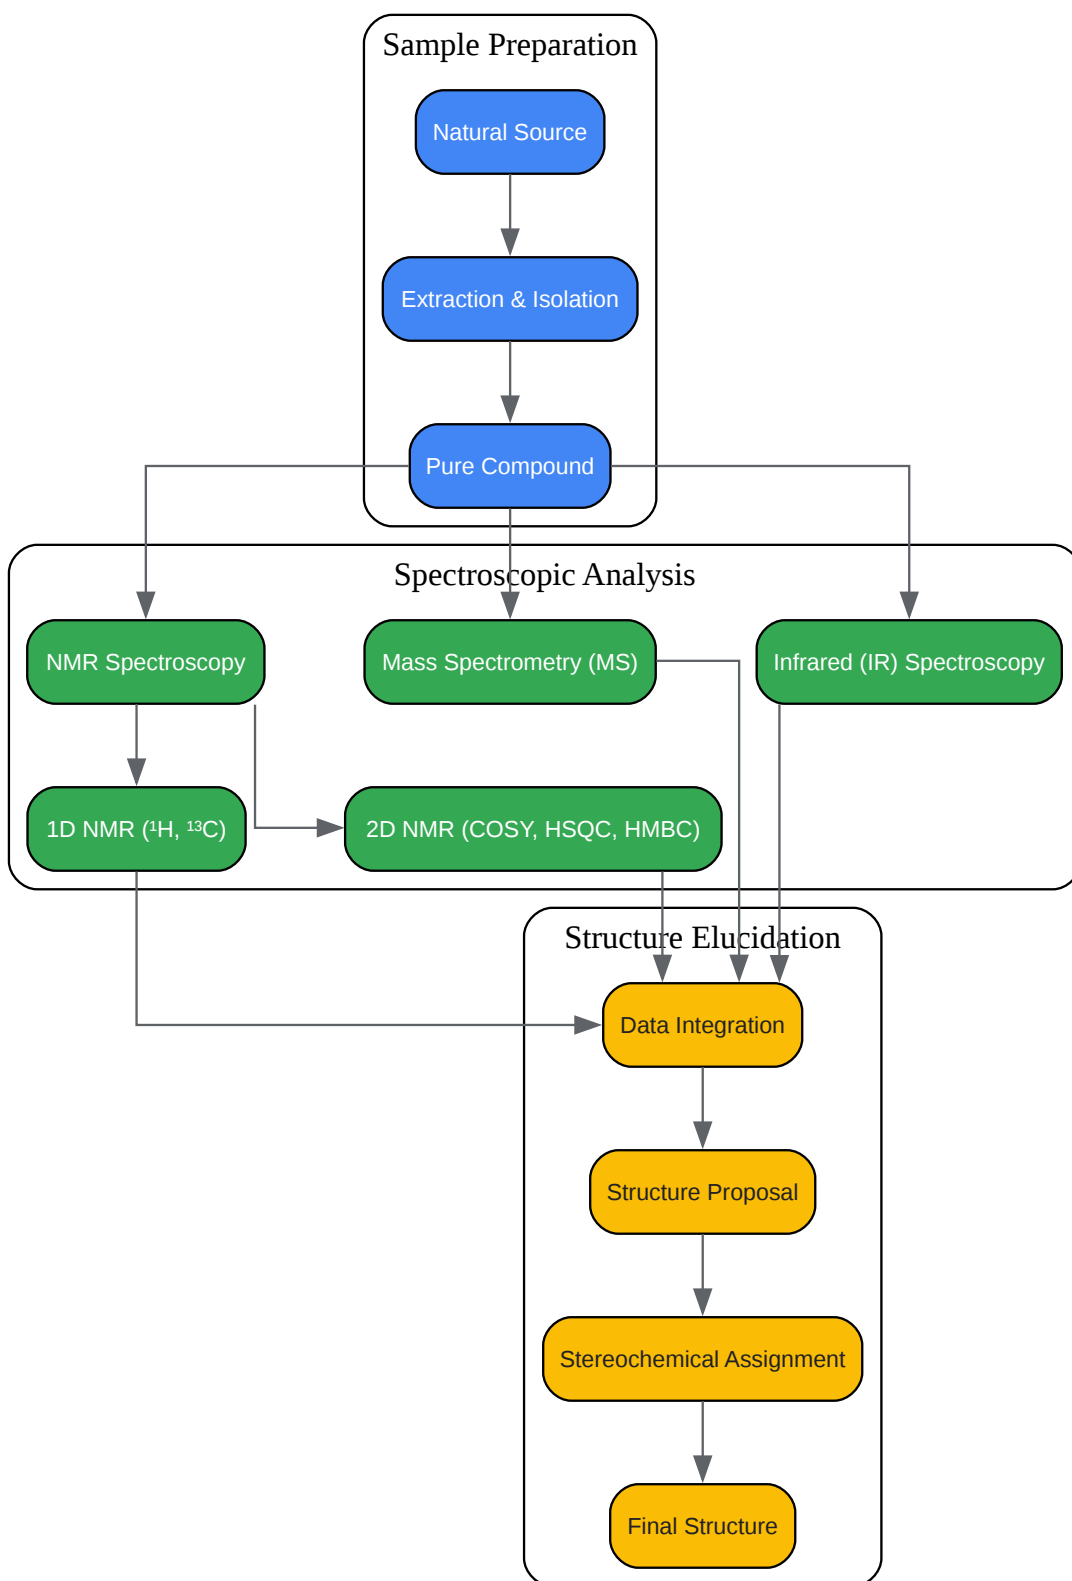 Sample Preparation
Natural Source
Extraction & Isolation
Pure Compound
Spectroscopic Analysis
NMR Spectroscopy
Mass Spectrometry (MS)
Infrared (IR) Spectroscopy
1D NMR (¹H, ¹³C)
2D NMR (COSY, HSQC, HMBC)
Structure Elucidation
Data Integration
Structure Proposal
Stereochemical Assignment
Final Structure